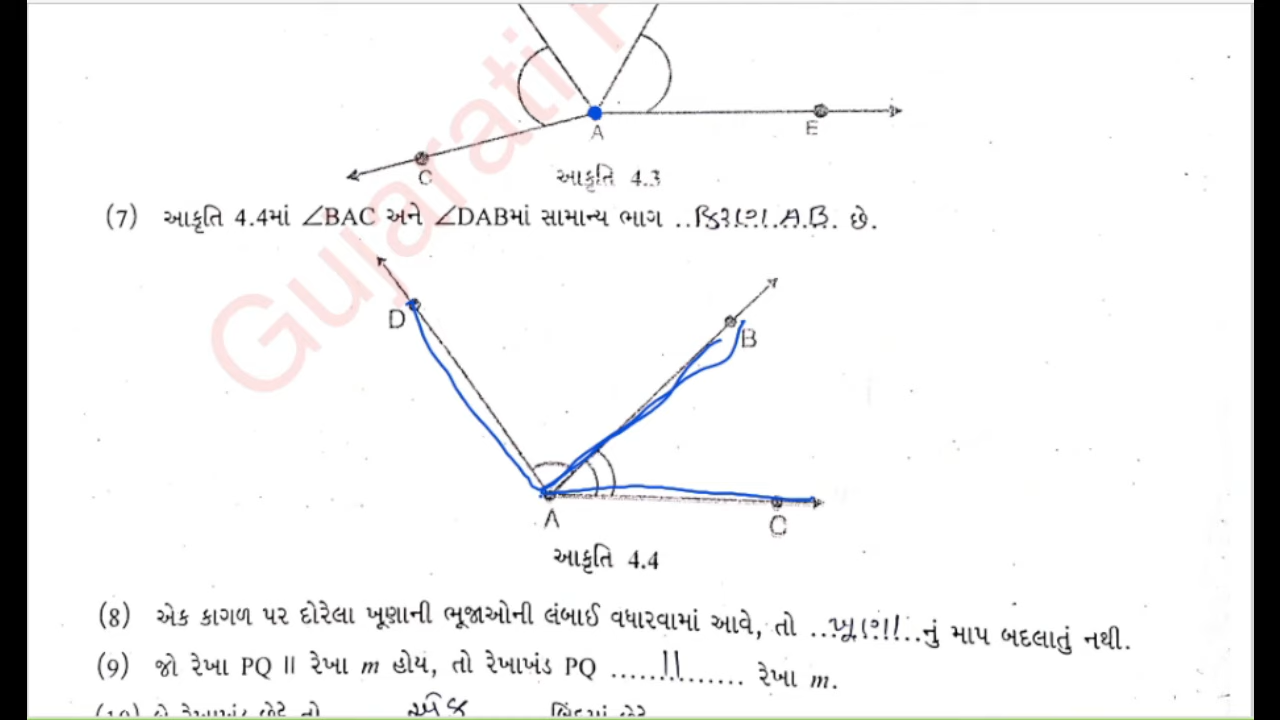 Gujarati
A
E
C
આકૃતિ 4.3
(7) આકૃતિ 4.4માં ∠BAC અને ∠DABમાં સામાન્ય ભાગ ..કિરણ AB.. છે.
D
B
A
C
આકૃતિ 4.4
(8) એક કાગળ પર દોરેલા ખૂણાની ભૂજાઓની લંબાઈ વધારવામાં આવે, તો ..ખૂણા..નું માપ બદલાતું નથી.
(9) જો રેખા PQ ॥ રેખા m હોય, તો રેખાખંડ PQ ......||....... રેખા m.